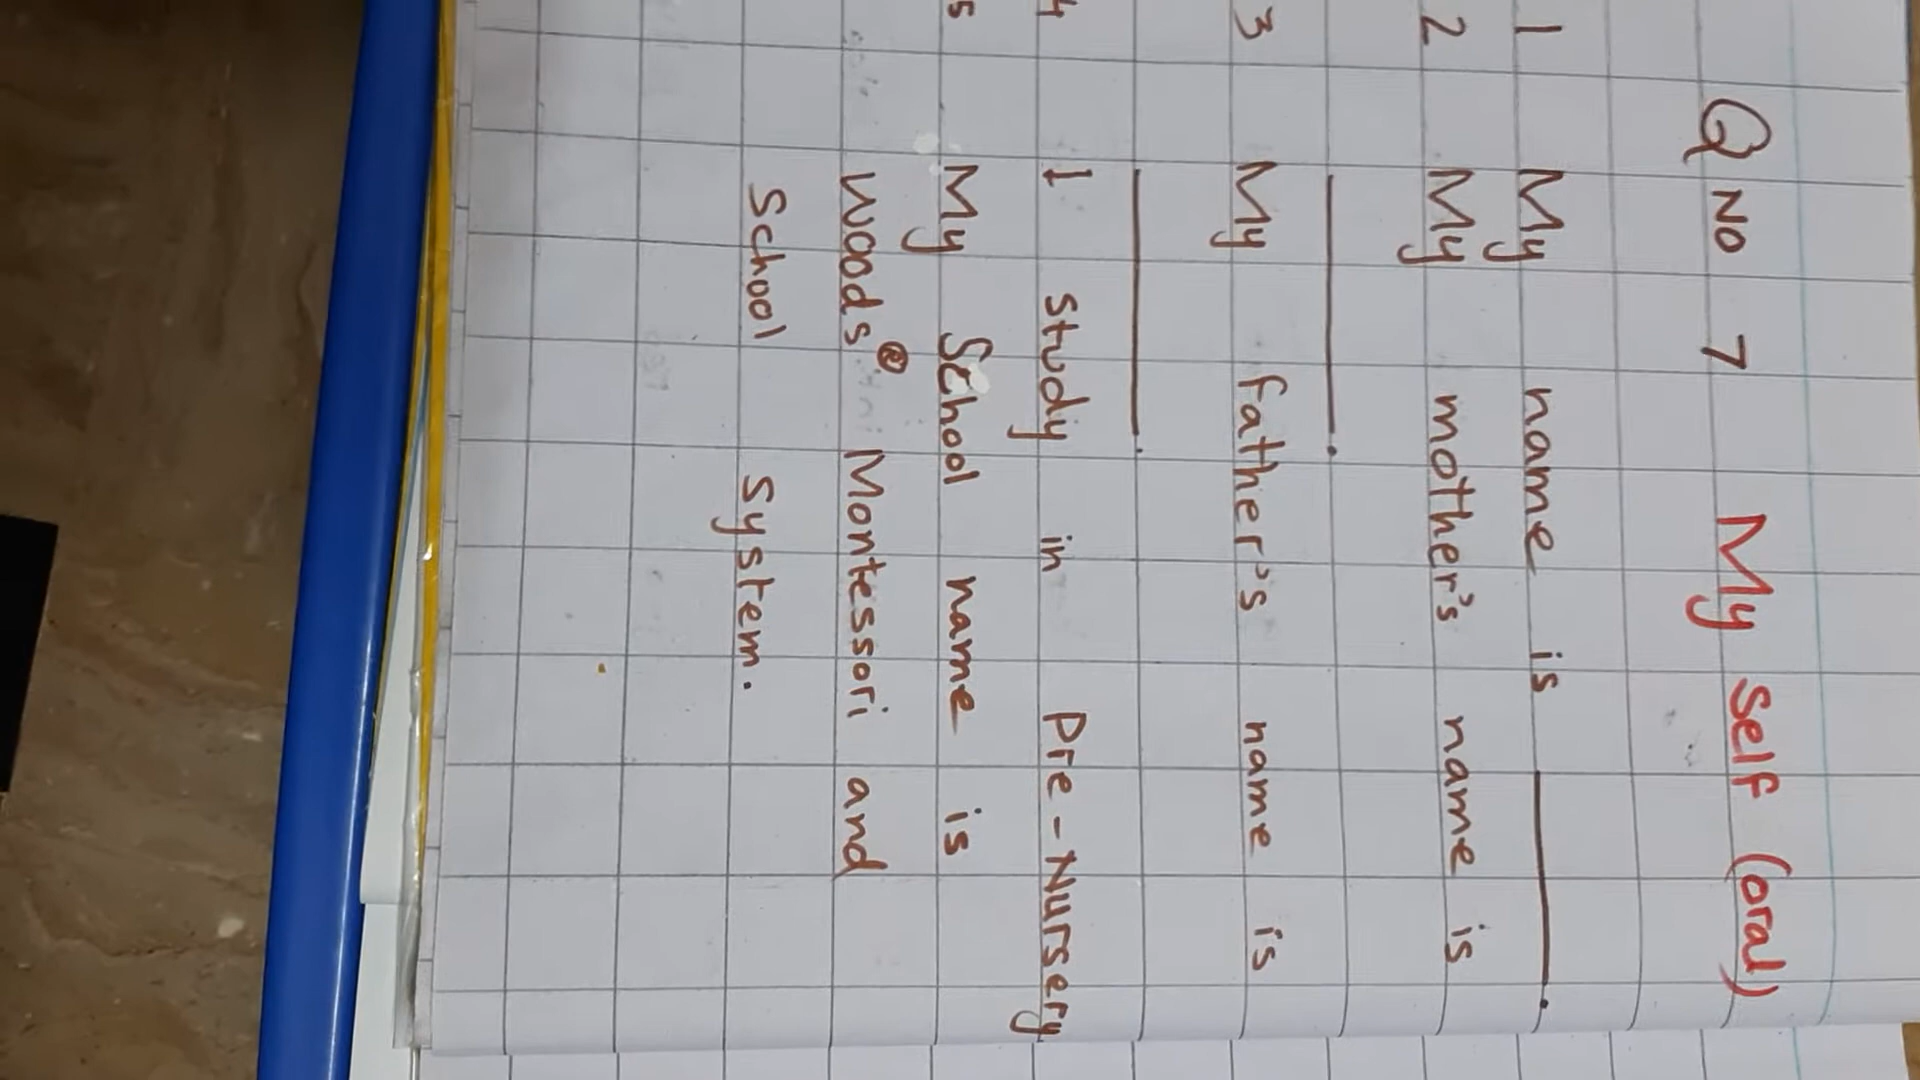 Q No 7 My Self (oral)
1 My name is ______.
2 My mother's name is
______.
3 My father's name is
______.
4 I study in Pre-Nursery
5 My School name is
Woods Montessori and
School System.